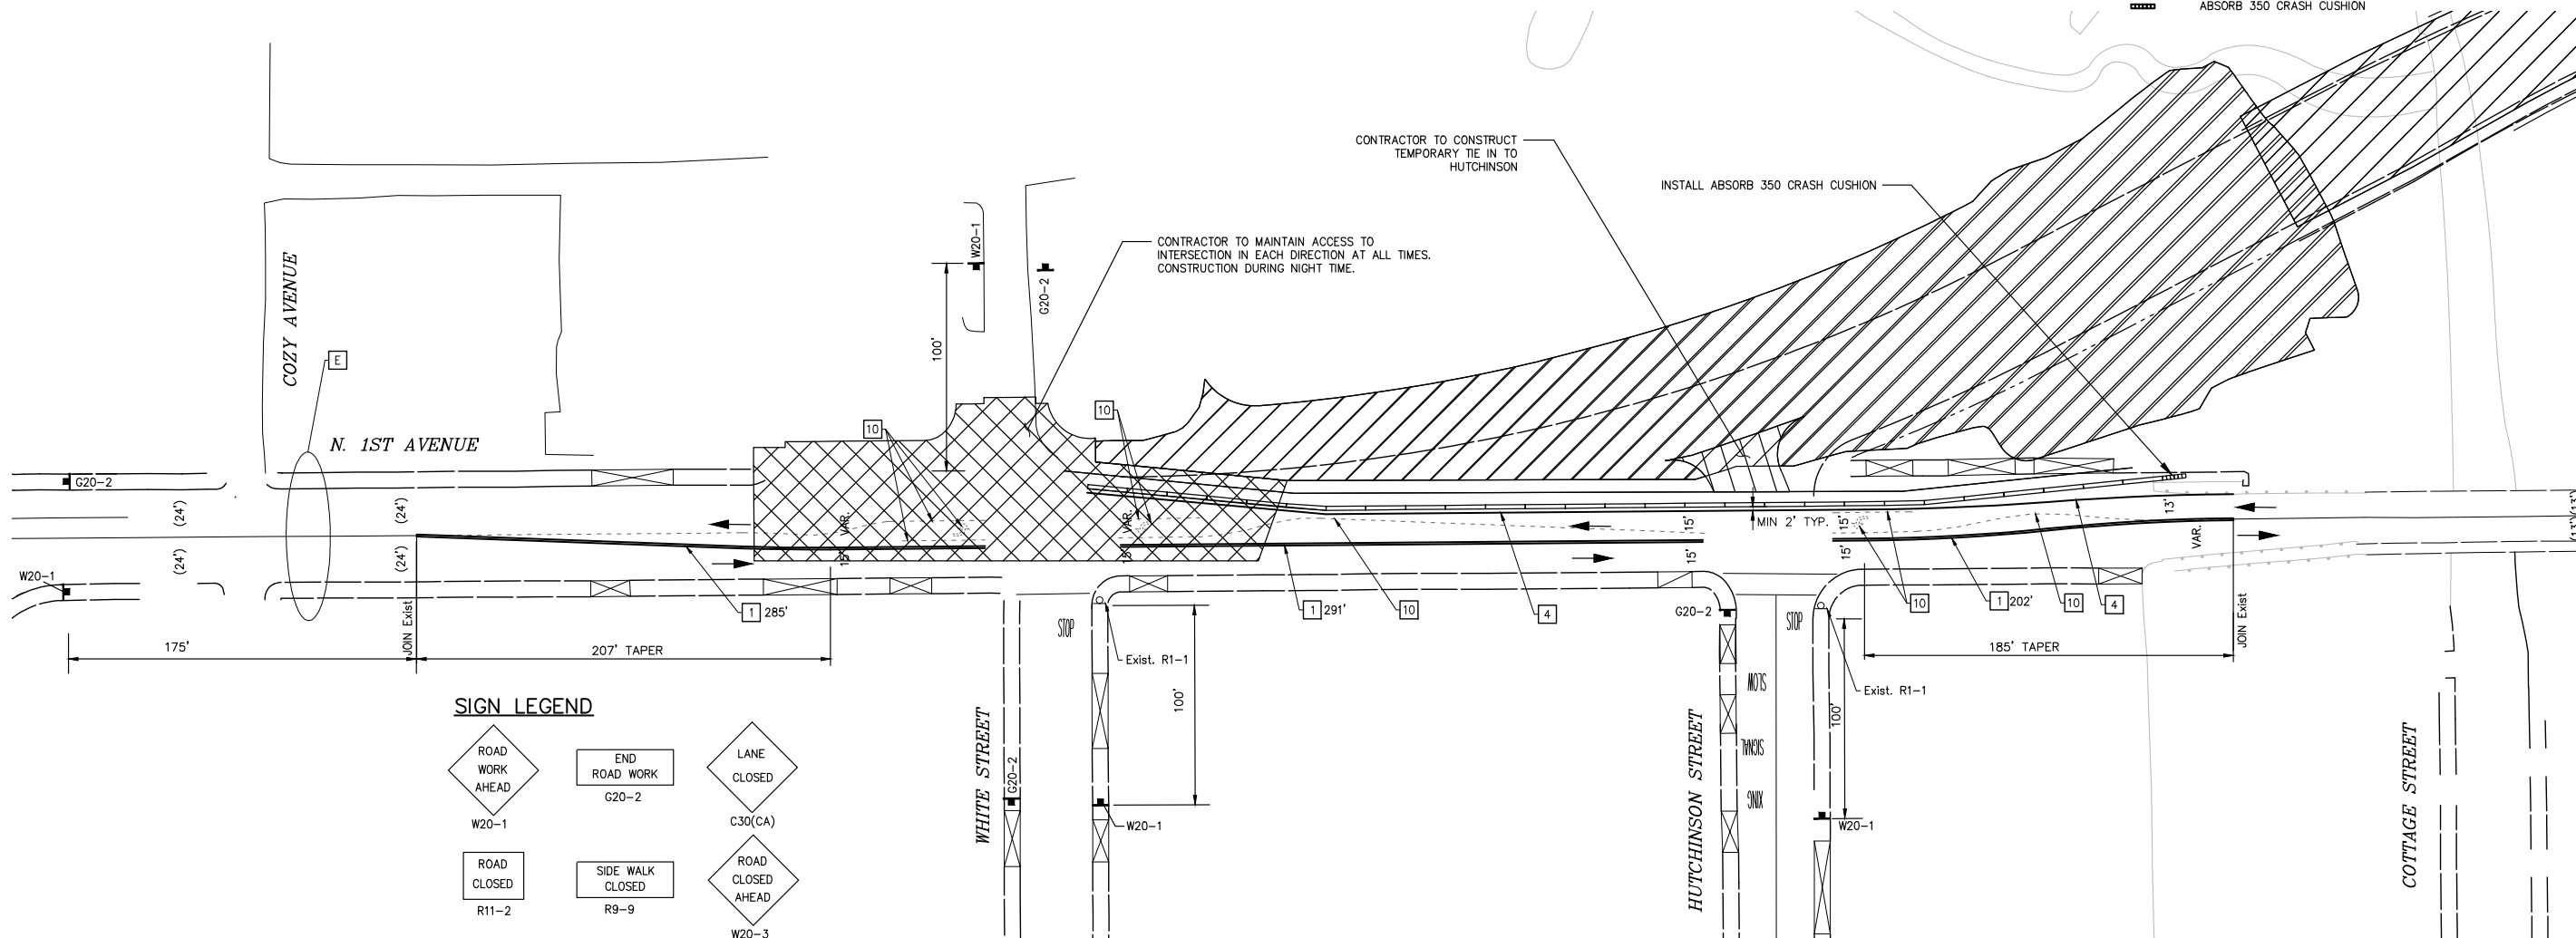 ABSORB 350 CRASH CUSHION
CONTRACTOR TO CONSTRUCT
TEMPORARY TIE IN TO
HUTCHINSON
INSTALL ABSORB 350 CRASH CUSHION
CONTRACTOR TO MAINTAIN ACCESS TO
INTERSECTION IN EACH DIRECTION AT ALL TIMES.
CONSTRUCTION DURING NIGHT TIME.
W20-1
G20-2
100'
COZY AVENUE
E
N. 1ST AVENUE
10
10
G20-2
(24')
(24')
(24')
(24')
W20-1
VAR.
15'
VAR.
15'
15'
15'
MIN 2' TYP.
15'
15'
13'
VAR.
(13')
(13')
JOIN Exist
175'
207' TAPER
1 285'
1 291'
10
4
G20-2
10
1 202'
10
4
JOIN Exist
185' TAPER
STOP
Exist. R1-1
100'
STOP
Exist. R1-1
100'
SLOW
SIGNAL
XING
WHITE STREET
G20-2
W20-1
HUTCHINSON STREET
W20-1
COTTAGE STREET
SIGN LEGEND
ROAD
WORK
AHEAD
W20-1
END
ROAD WORK
G20-2
LANE
CLOSED
C30(CA)
ROAD
CLOSED
R11-2
SIDE WALK
CLOSED
R9-9
ROAD
CLOSED
AHEAD
W20-3